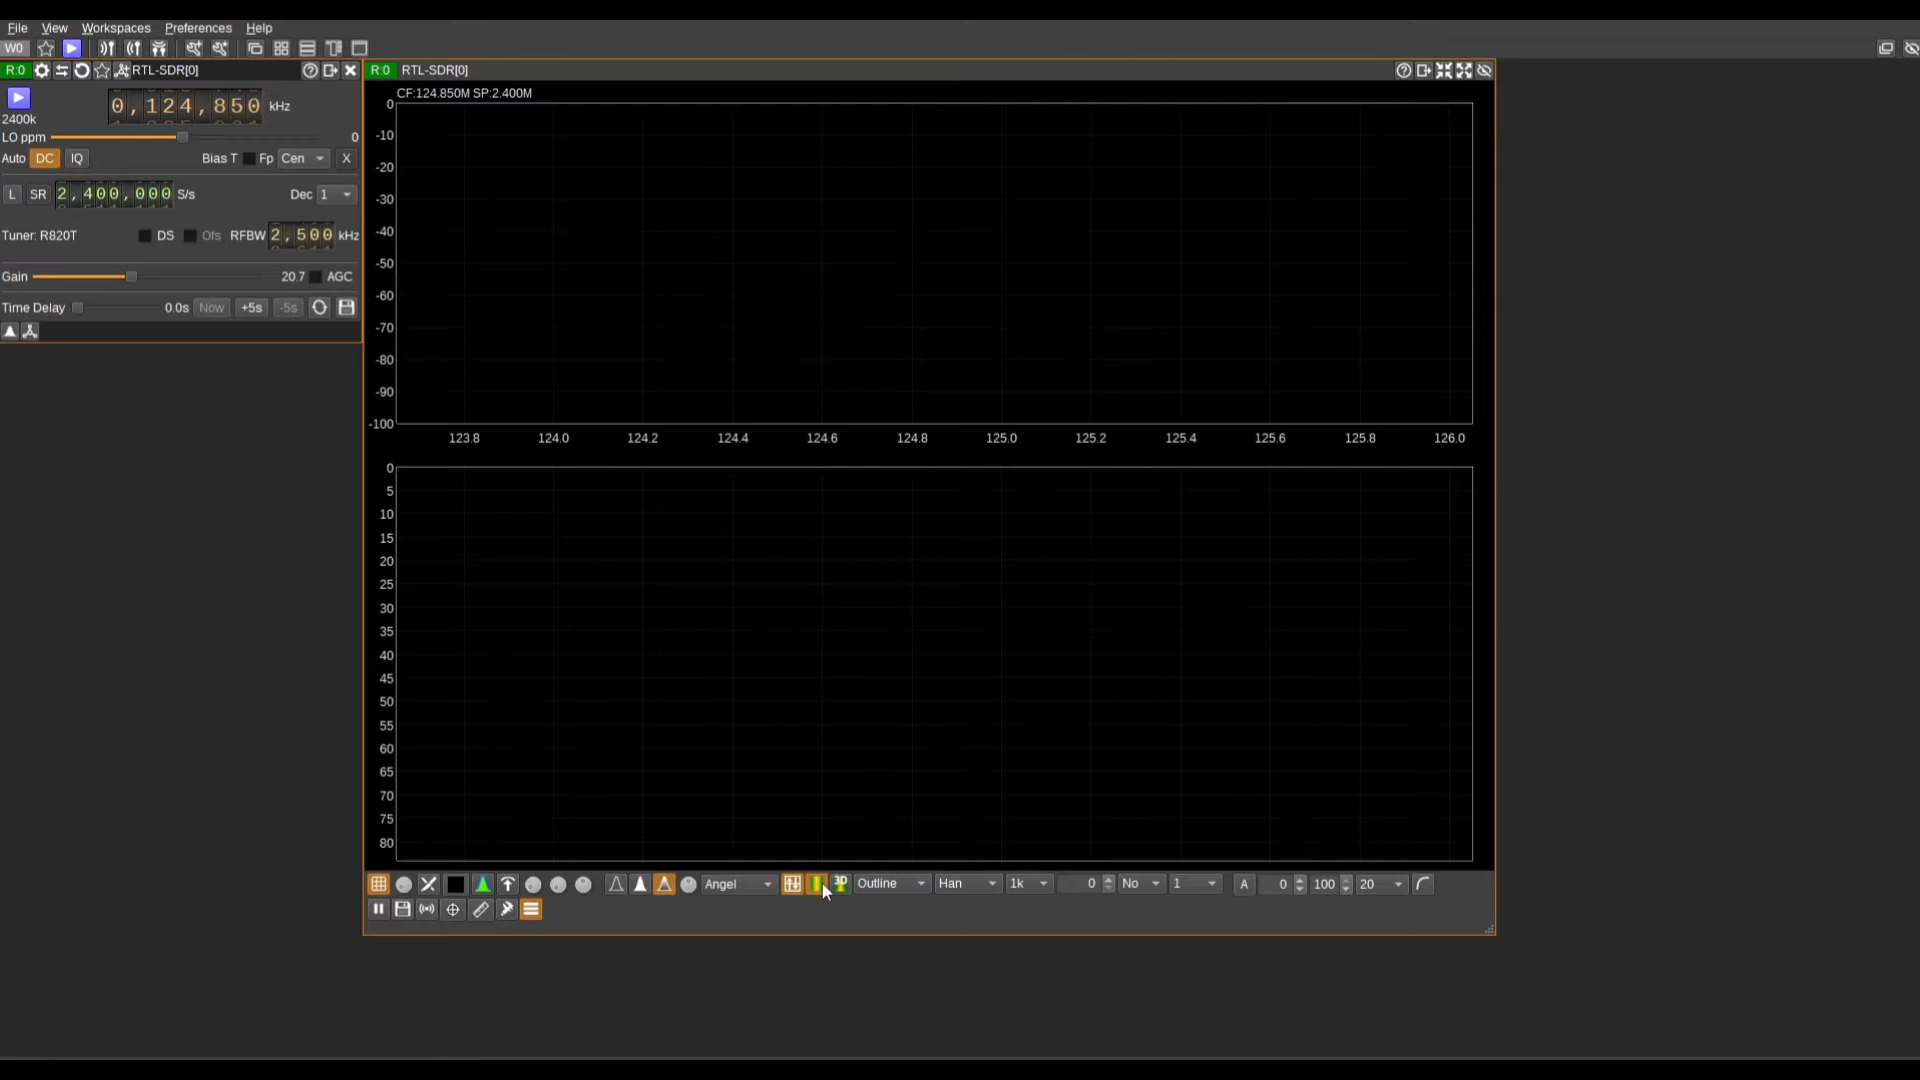 File View Workspaces Preferences Help
W0
R:0 RTL-SDR[0]
0,124,850 kHz
2400k
LO ppm 0
Auto DC IQ Bias T Fp Cen X
L SR 2,400,000 S/s Dec 1
Tuner: R820T DS Ofs RFBW 2,500 kHz
Gain 20.7 AGC
Time Delay 0.0s Now +5s -5s
R:0 RTL-SDR[0]
CF:124.850M SP:2.400M
0
-10
-20
-30
-40
-50
-60
-70
-80
-90
-100
123.8 124.0 124.2 124.4 124.6 124.8 125.0 125.2 125.4 125.6 125.8 126.0
0
5
10
15
20
25
30
35
40
45
50
55
60
65
70
75
80
Angel 3D Outline Han 1k 0 No 1 A 0 100 20